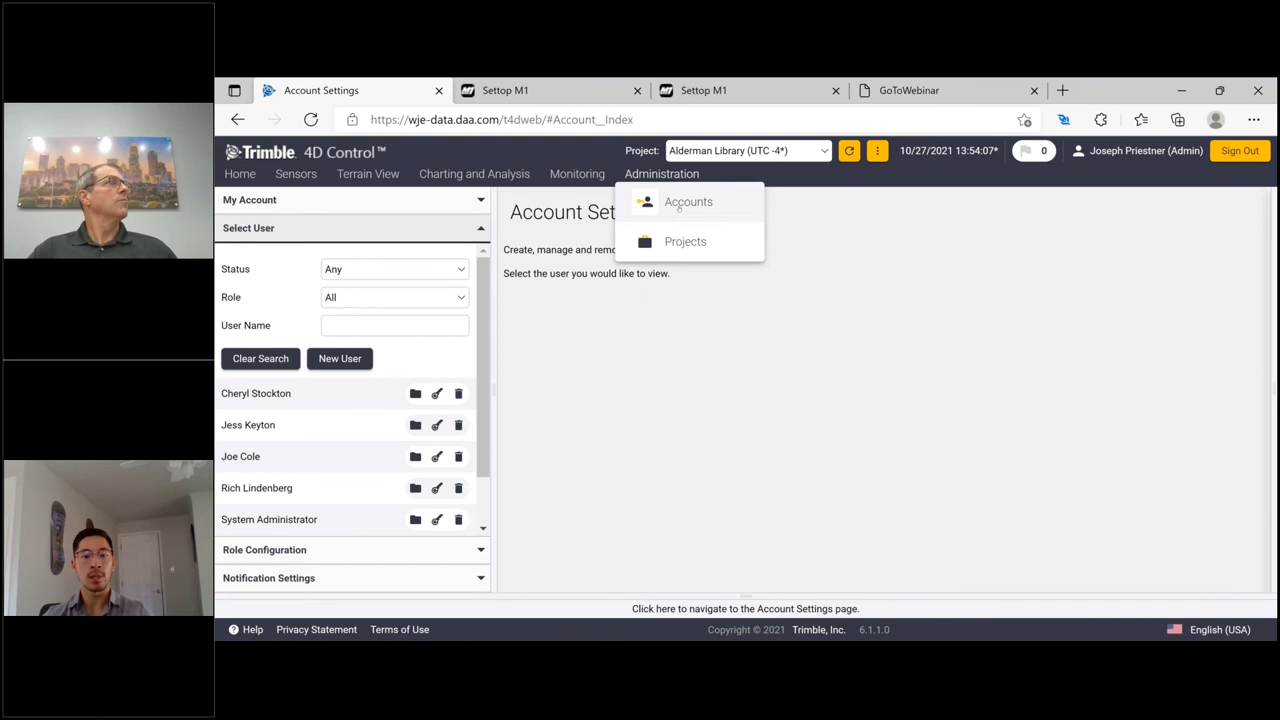 Account Settings
Settop M1
Settop M1
GoToWebinar
https://wje-data.daa.com/t4dweb/#Account__Index
Trimble. 4D Control™
Project: Alderman Library (UTC -4*)
10/27/2021 13:54:07*
0
Joseph Priestner (Admin)
Sign Out
Home Sensors Terrain View Charting and Analysis Monitoring Administration
Accounts
Projects
My Account
Select User
Status Any
Role All
User Name
Clear Search New User
Cheryl Stockton
Jess Keyton
Joe Cole
Rich Lindenberg
System Administrator
Role Configuration
Notification Settings
Account Set
Create, manage and remo
Select the user you would like to view.
Click here to navigate to the Account Settings page.
Help Privacy Statement Terms of Use
Copyright © 2021 Trimble, Inc. 6.1.1.0
English (USA)